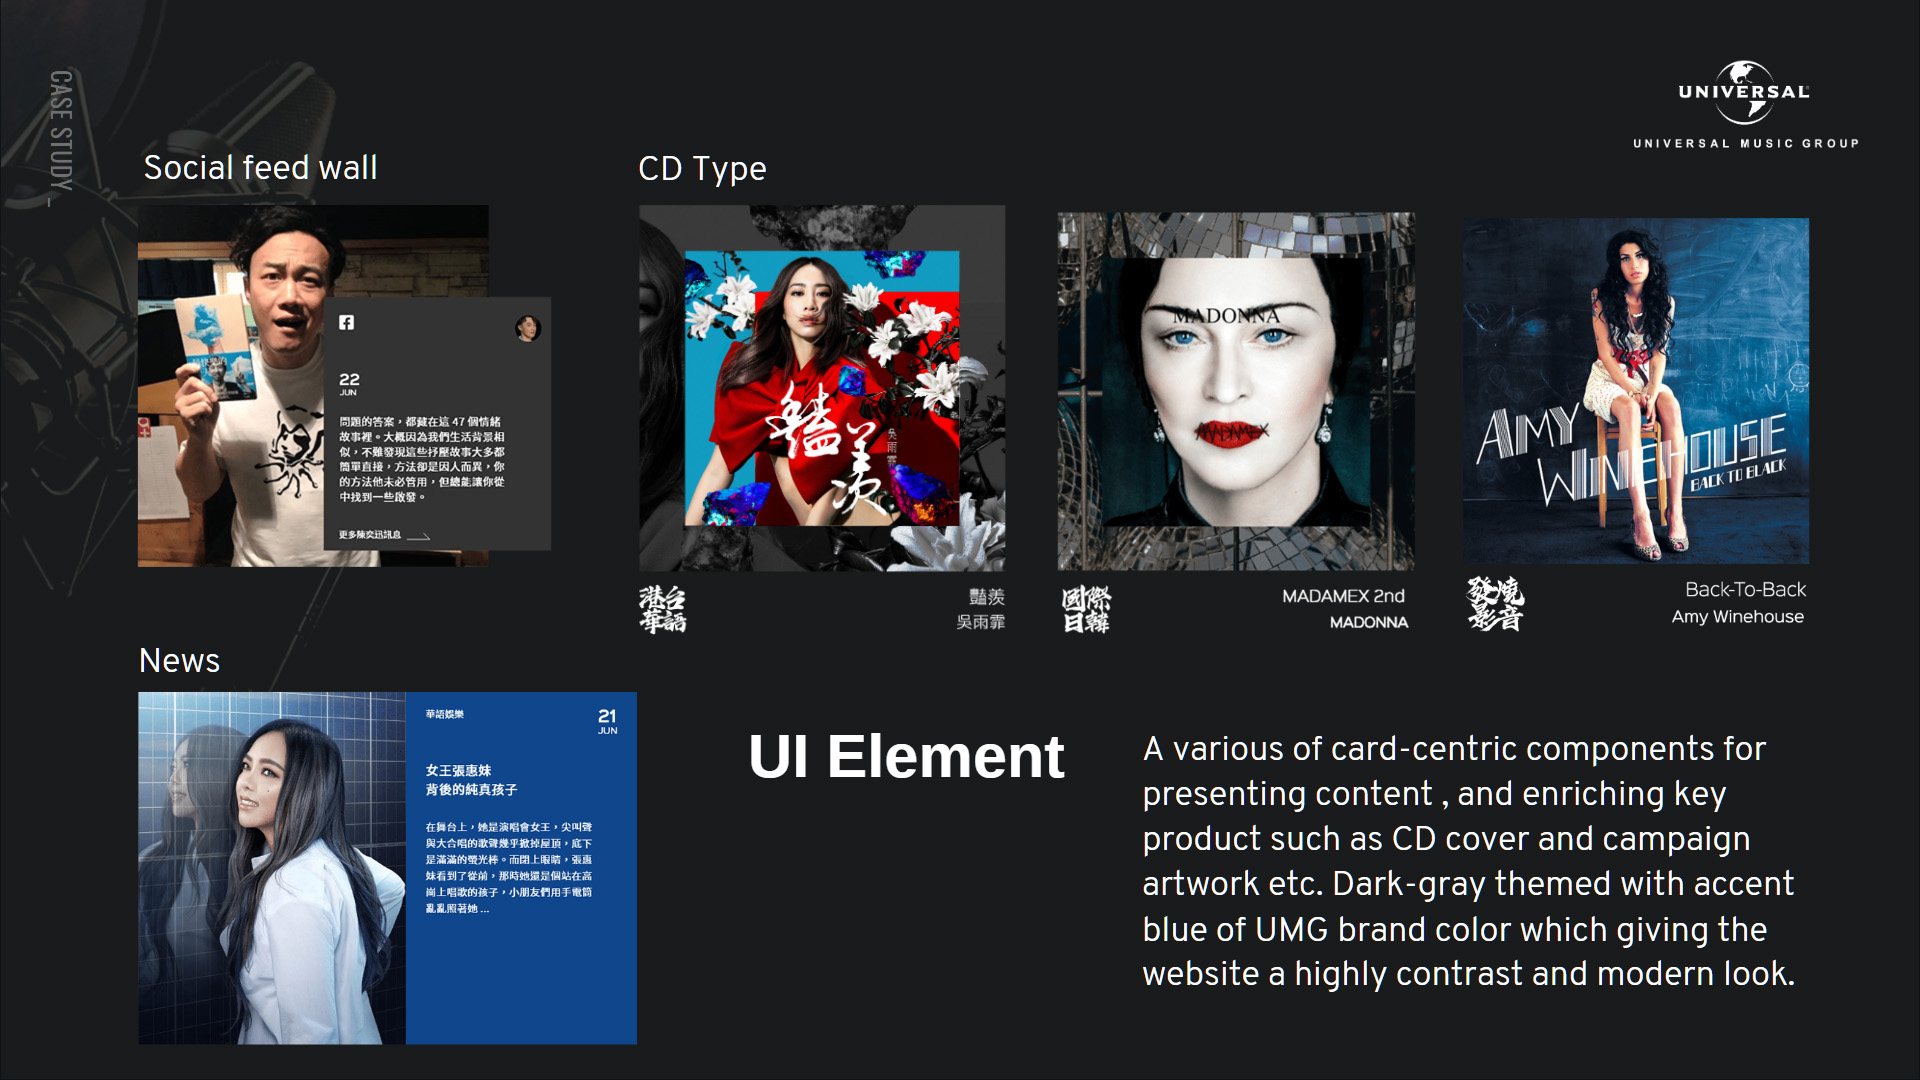 CASE STUDY –
UNIVERSAL
UNIVERSAL MUSIC GROUP
Social feed wall
22
JUN
問題的答案，都藏在這 47 個情緒
故事裡。大概因為我們生活背景相
似，不難發現這些抒壓故事大多都
簡單直接，方法卻是因人而異，你
的方法他未必管用，但總能讓你從
中找到一些啟發。
更多陳奕迅訊息
CD Type
豔羨
吳雨霏
港台
華語
豔羨
吳雨霏
MADONNA
MADAMEX
國際
日韓
MADAMEX 2nd
MADONNA
AMY
WINEHOUSE
BACK TO BLACK
發燒
影音
Back-To-Back
Amy Winehouse
News
華語娛樂
21
JUN
女王張惠妹
背後的純真孩子
在舞台上，她是演唱會女王，尖叫聲
與大合唱的歌聲幾乎掀掉屋頂，底下
是滿滿的螢光棒。而閉上眼睛，張惠
妹看到了從前，那時她還是個站在高
崗上唱歌的孩子，小朋友們用手電筒
亂亂照著她 ...
UI Element
A various of card-centric components for
presenting content , and enriching key
product such as CD cover and campaign
artwork etc. Dark-gray themed with accent
blue of UMG brand color which giving the
website a highly contrast and modern look.